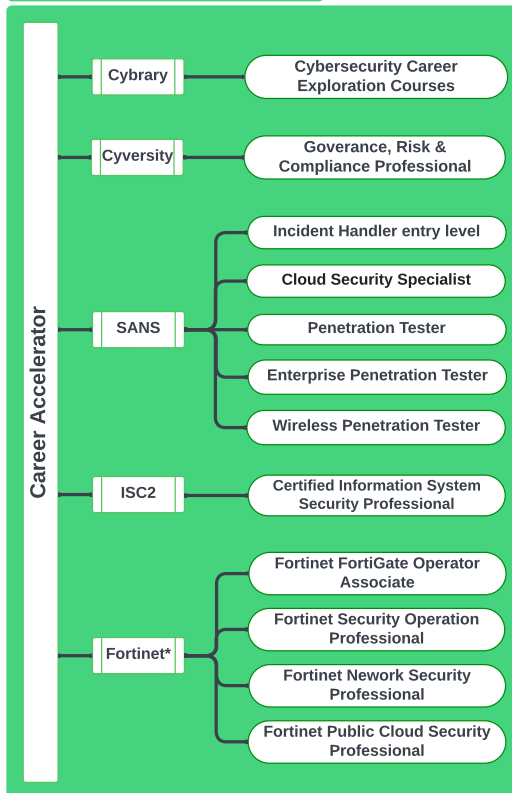 Career Accelerator
Cybrary
Cybersecurity Career
Exploration Courses
Cyversity
Goverance, Risk &
Compliance Professional
SANS
Incident Handler entry level
Cloud Security Specialist
Penetration Tester
Enterprise Penetration Tester
Wireless Penetration Tester
ISC2
Certified Information System
Security Professional
Fortinet*
Fortinet FortiGate Operator
Associate
Fortinet Security Operation
Professional
Fortinet Nework Security
Professional
Fortinet Public Cloud Security
Professional